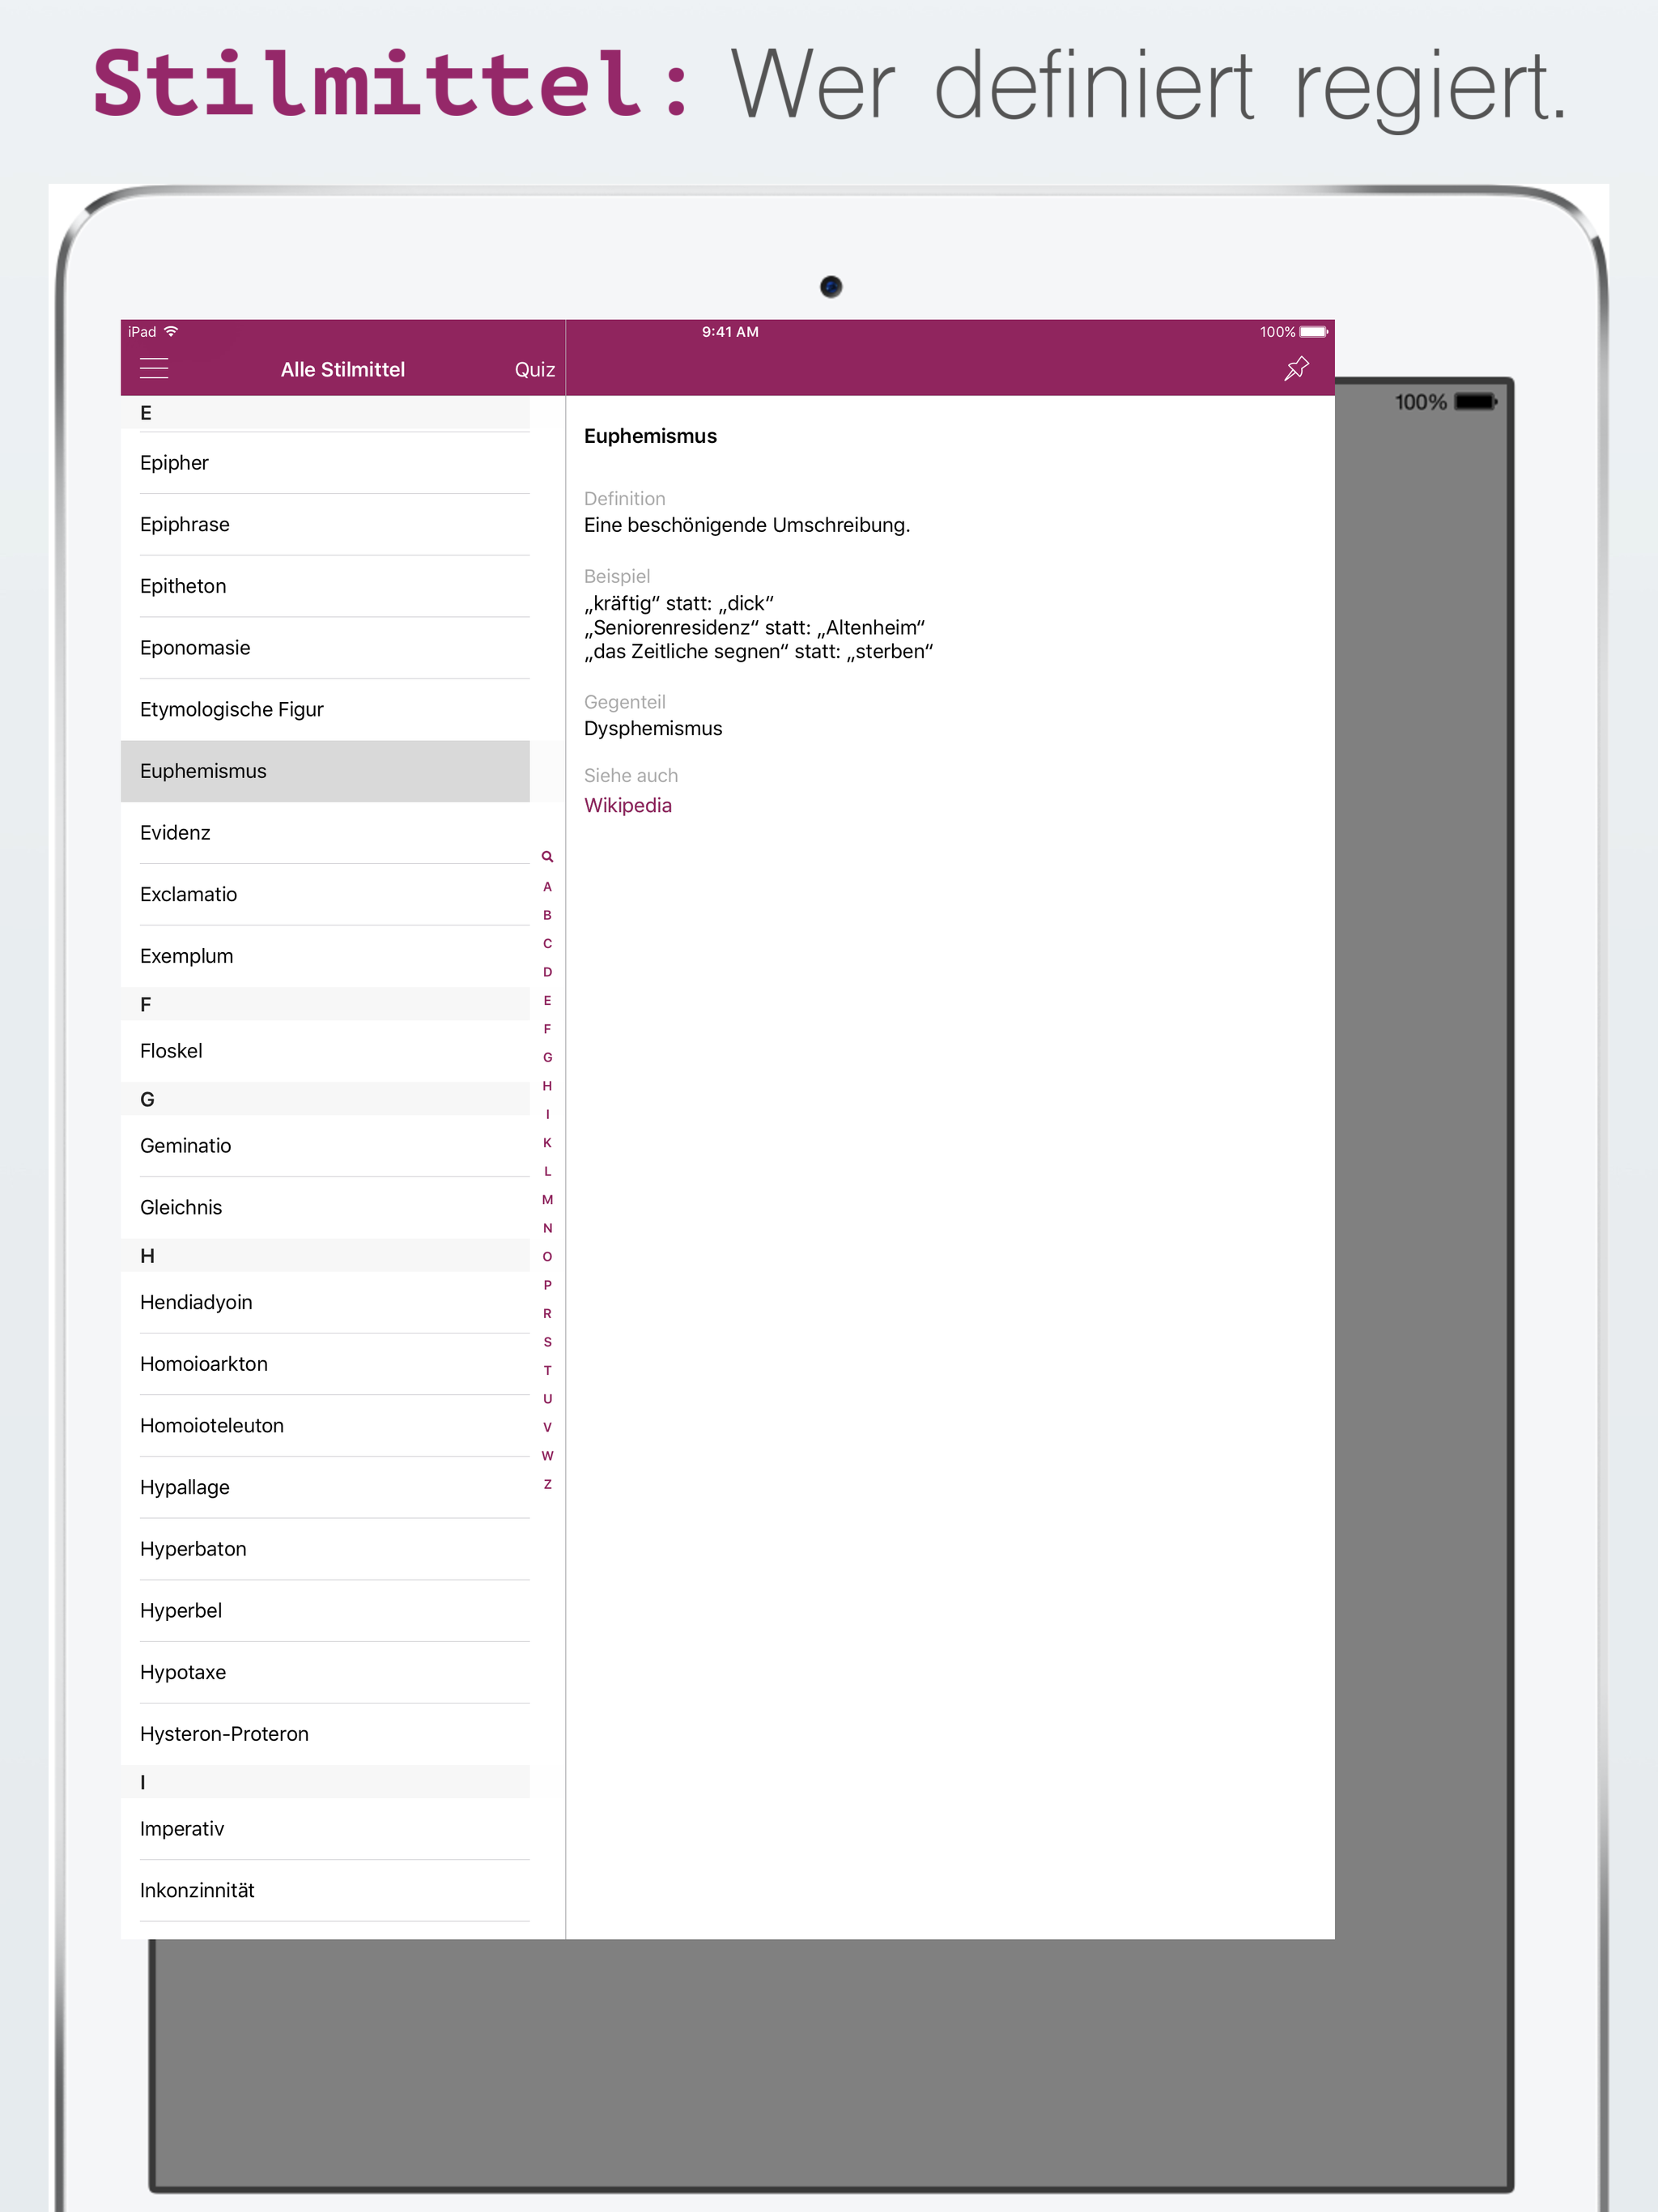 Stilmittel: Wer definiert regiert.
iPad 9:41 AM 100%
Alle Stilmittel Quiz
100%
E
Epipher
Epiphrase
Epitheton
Eponomasie
Etymologische Figur
Euphemismus
Evidenz
Exclamatio
Exemplum
F
Floskel
G
Geminatio
Gleichnis
H
Hendiadyoin
Homoioarkton
Homoioteleuton
Hypallage
Hyperbaton
Hyperbel
Hypotaxe
Hysteron-Proteron
I
Imperativ
Inkonzinnität
A
B
C
D
E
F
G
H
I
K
L
M
N
O
P
R
S
T
U
V
W
Z
Euphemismus
Definition
Eine beschönigende Umschreibung.
Beispiel
„kräftig“ statt: „dick“
„Seniorenresidenz“ statt: „Altenheim“
„das Zeitliche segnen“ statt: „sterben“
Gegenteil
Dysphemismus
Siehe auch
Wikipedia